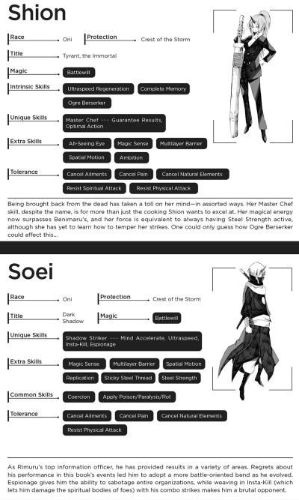 Shion
Race Oni Protection Crest of the Storm
Title Tyrant, the Immortal
Magic Battlewill
Intrinsic Skills Ultraspeed Regeneration Complete Memory
Ogre Berserker
Unique Skills Master Chef --- Guarantee Results,
Optimal Action
Extra Skills All-Seeing Eye Magic Sense Multilayer Barrier
Spatial Motion Ambition
Tolerance Cancel Ailments Cancel Pain Cancel Natural Elements
Resist Spiritual Attack Resist Physical Attack
Being brought back from the dead has taken a toll on her mind—in assorted ways. Her Master Chef
skill, despite the name, is for more than just the cooking Shion wants to excel at. Her magical energy
now surpasses Benimaru's, and her force is equivalent to always having Steel Strength active,
although she has yet to learn how to temper her strikes. One could only guess how Ogre Berserker
could affect this...
Soei
Race Oni Protection Crest of the Storm
Title Dark
Shadow Magic Battlewill
Unique Skills Shadow Striker --- Mind Accelerate, Ultraspeed,
Insta-Kill, Espionage
Extra Skills Magic Sense Multilayer Barrier Spatial Motion
Replication Sticky Steel Thread Steel Strength
Common Skills Coercion Apply Poison/Paralysis/Rot
Tolerance Cancel Ailments Cancel Pain Cancel Natural Elements
Resist Physical Attack
As Rimuru's top information officer, he has provided results in a variety of areas. Regrets about
his performance in this book's events led him to adopt a more battle-oriented bend as he evolved.
Espionage gives him the ability to sabotage entire organizations, while weaving in Insta-Kill (which
lets him damage the spiritual bodies of foes) with his combo strikes makes him a brutal opponent.